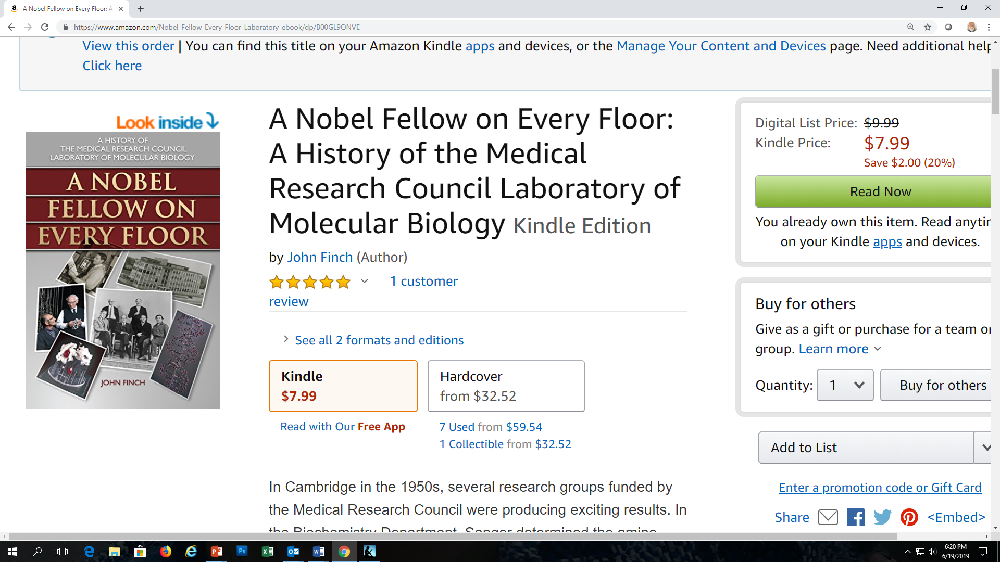 A Nobel Fellow on Every Floor: A
https://www.amazon.com/Nobel-Fellow-Every-Floor-Laboratory-ebook/dp/B00GL9QNVE
View this order | You can find this title on your Amazon Kindle apps and devices, or the Manage Your Content and Devices page. Need additional help
Click here
Look inside
A HISTORY OF
THE MEDICAL RESEARCH COUNCIL
LABORATORY OF MOLECULAR BIOLOGY
A NOBEL
FELLOW ON
EVERY FLOOR
JOHN FINCH
A Nobel Fellow on Every Floor:
A History of the Medical
Research Council Laboratory of
Molecular Biology Kindle Edition
by John Finch (Author)
1 customer
review
See all 2 formats and editions
Kindle
$7.99
Read with Our Free App
Hardcover
from $32.52
7 Used from $59.54
1 Collectible from $32.52
In Cambridge in the 1950s, several research groups funded by
the Medical Research Council were producing exciting results. In
the Biochemistry Department, Sanger determined the amino
Digital List Price: $9.99
Kindle Price: $7.99
Save $2.00 (20%)
Read Now
You already own this item. Read anytin
on your Kindle apps and devices.
Buy for others
Give as a gift or purchase for a team or
group. Learn more
Quantity: 1
Buy for others
Add to List
Enter a promotion code or Gift Card
Share <Embed>
6:20 PM
6/19/2019